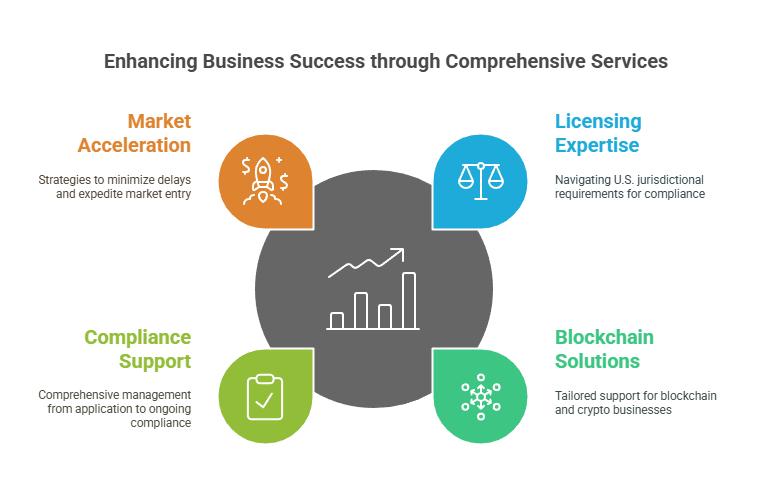 Enhancing Business Success through Comprehensive Services
Market
Acceleration
Strategies to minimize delays
and expedite market entry
Licensing
Expertise
Navigating U.S. jurisdictional
requirements for compliance
Compliance
Support
Comprehensive management
from application to ongoing
compliance
Blockchain
Solutions
Tailored support for blockchain
and crypto businesses